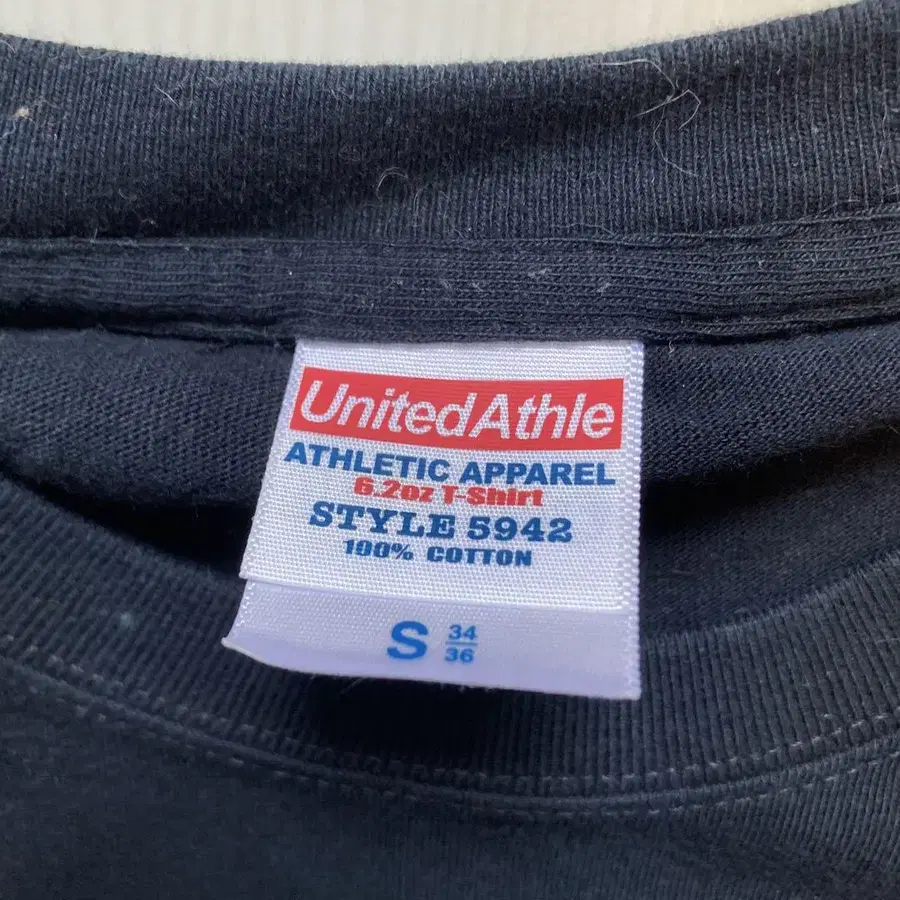 UnitedAthle
ATHLETIC APPAREL
6.2oz T-Shirt
STYLE 5942
100% COTTON
S 34
36